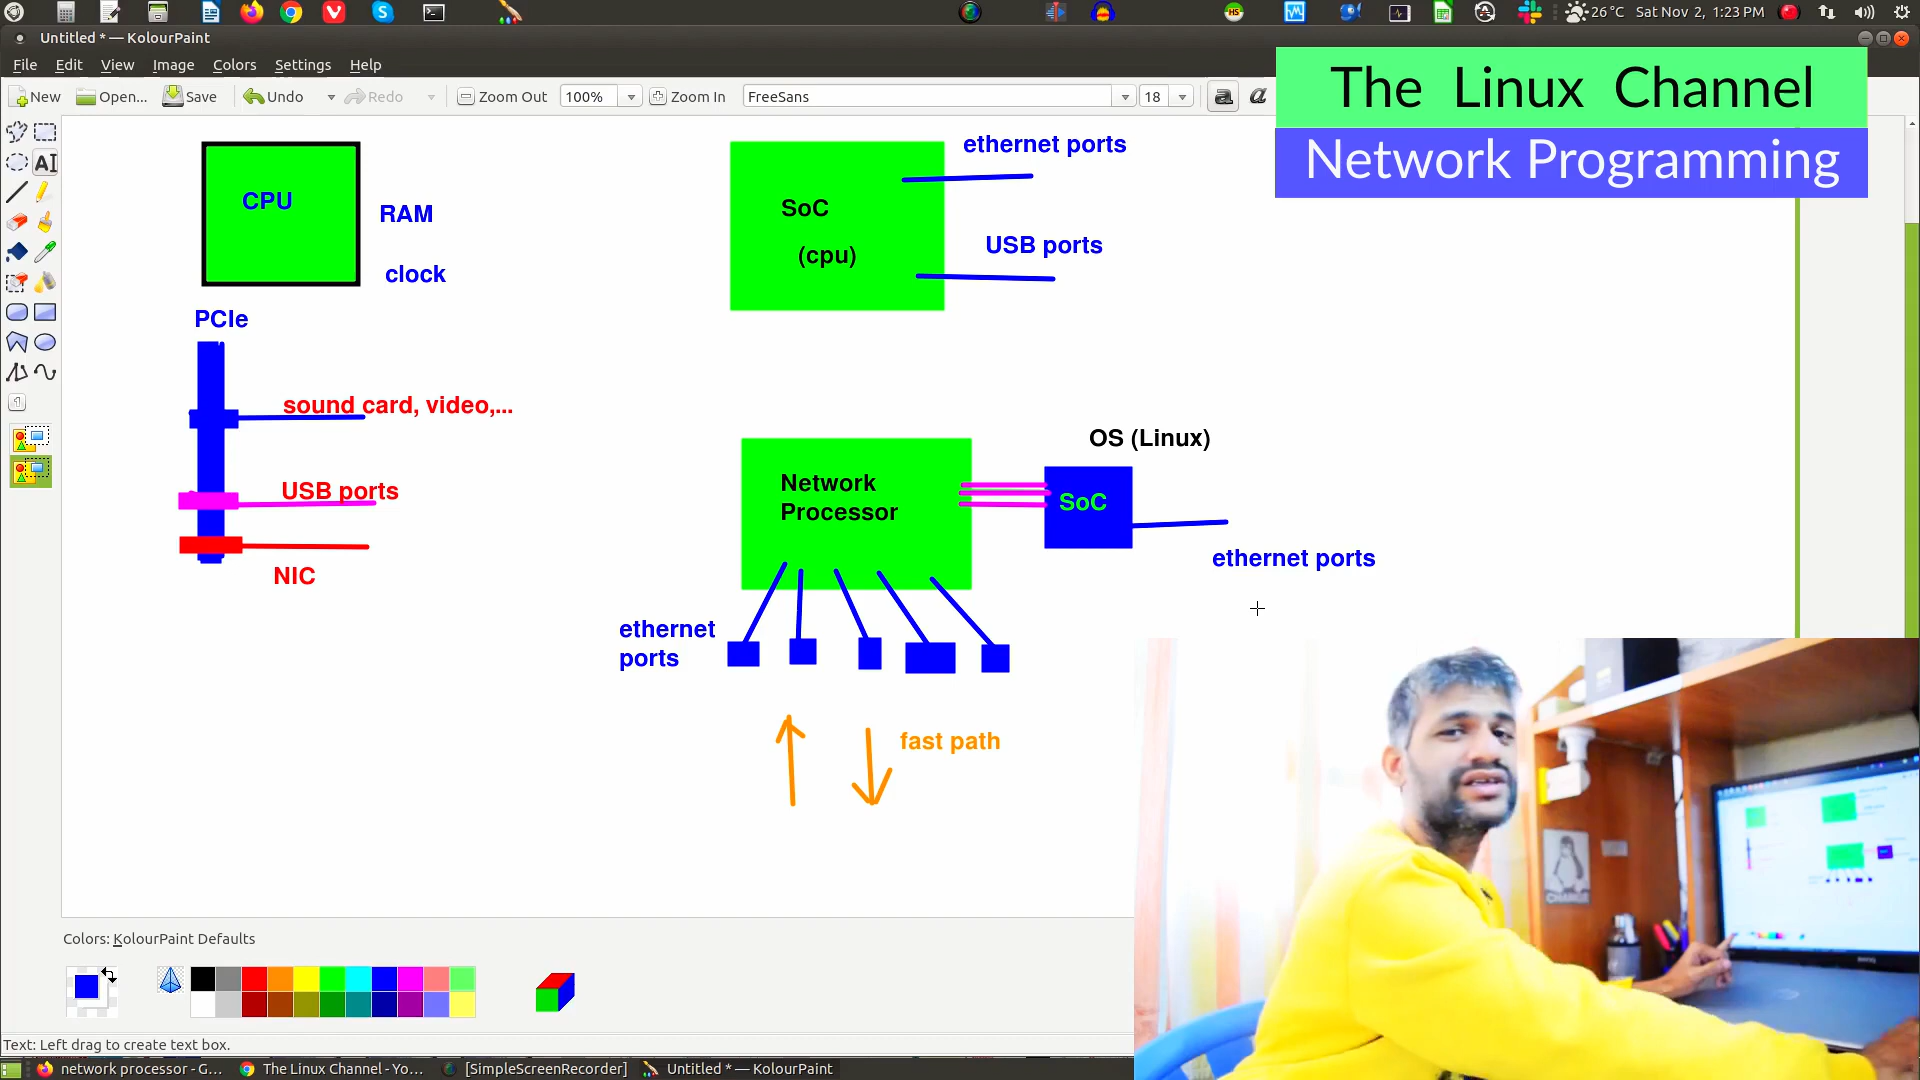 26°C Sat Nov 2, 1:23 PM
Untitled * — KolourPaint
File Edit View Image Colors Settings Help
New Open... Save Undo Redo Zoom Out 100% Zoom In FreeSans 18 a a
The Linux Channel
Network Programming
CPU
RAM
clock
PCIe
sound card, video,...
USB ports
NIC
SoC
(cpu)
ethernet ports
USB ports
Network
Processor
OS (Linux)
SoC
ethernet ports
ethernet
ports
fast path
Colors: KolourPaint Defaults
Text: Left drag to create text box.
network processor - G... The Linux Channel - Yo... [SimpleScreenRecorder] Untitled * — KolourPaint